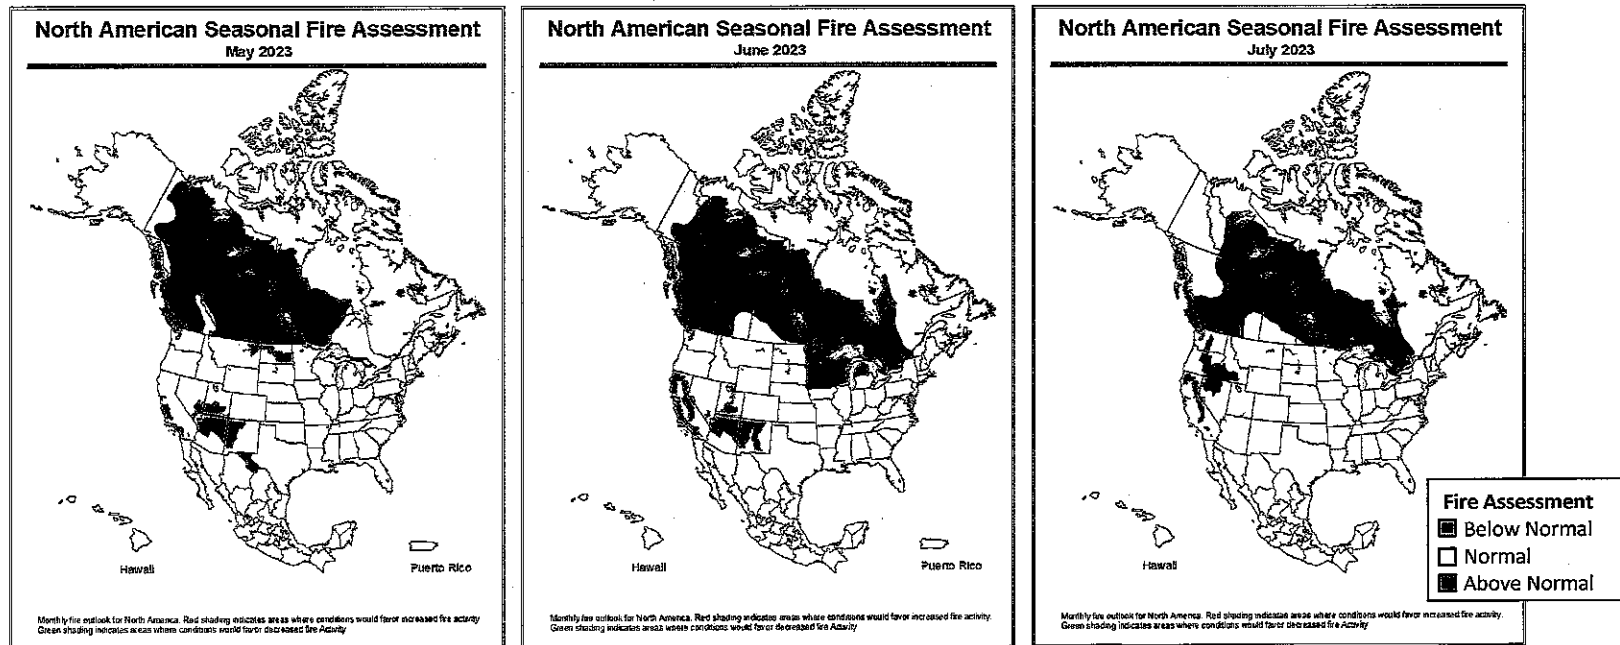 North American Seasonal Fire Assessment
May 2023
Hawaii
Puerto Rico
Monthly fire outlook for North America. Red shading indicates areas where conditions would favor increased fire activity
Green shading indicates areas where conditions would favor decreased fire Activity
North American Seasonal Fire Assessment
June 2023
Hawaii
Puerto Rico
Monthly fire outlook for North America. Red shading indicates areas where conditions would favor increased fire activity.
Green shading indicates areas where conditions would favor decreased fire Activity
North American Seasonal Fire Assessment
July 2023
Hawaii
Monthly fire outlook for North America. Red shading indicates areas where conditions would favor increased fire activity.
Green shading indicates areas where conditions would favor decreased fire Activity
Fire Assessment
Below Normal
Normal
Above Normal